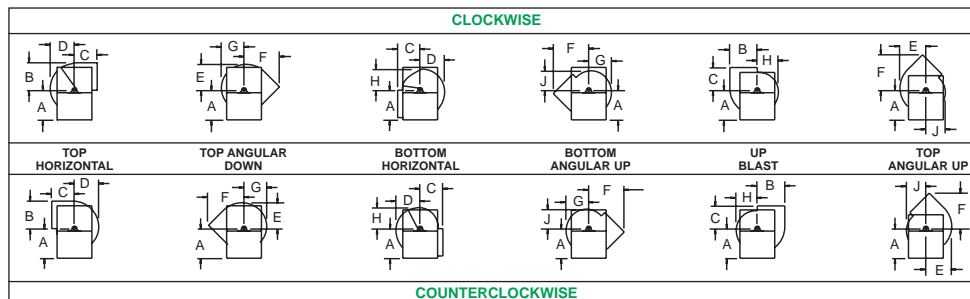 CLOCKWISE
D C B A
G F E A
C D H A
F G J A
B H C A
E F A J
TOP HORIZONTAL
TOP ANGULAR DOWN
BOTTOM HORIZONTAL
BOTTOM ANGULAR UP
UP BLAST
TOP ANGULAR UP
D C B A
G F E A
C D H A
F G J A
B H C A
J F A E
COUNTERCLOCKWISE